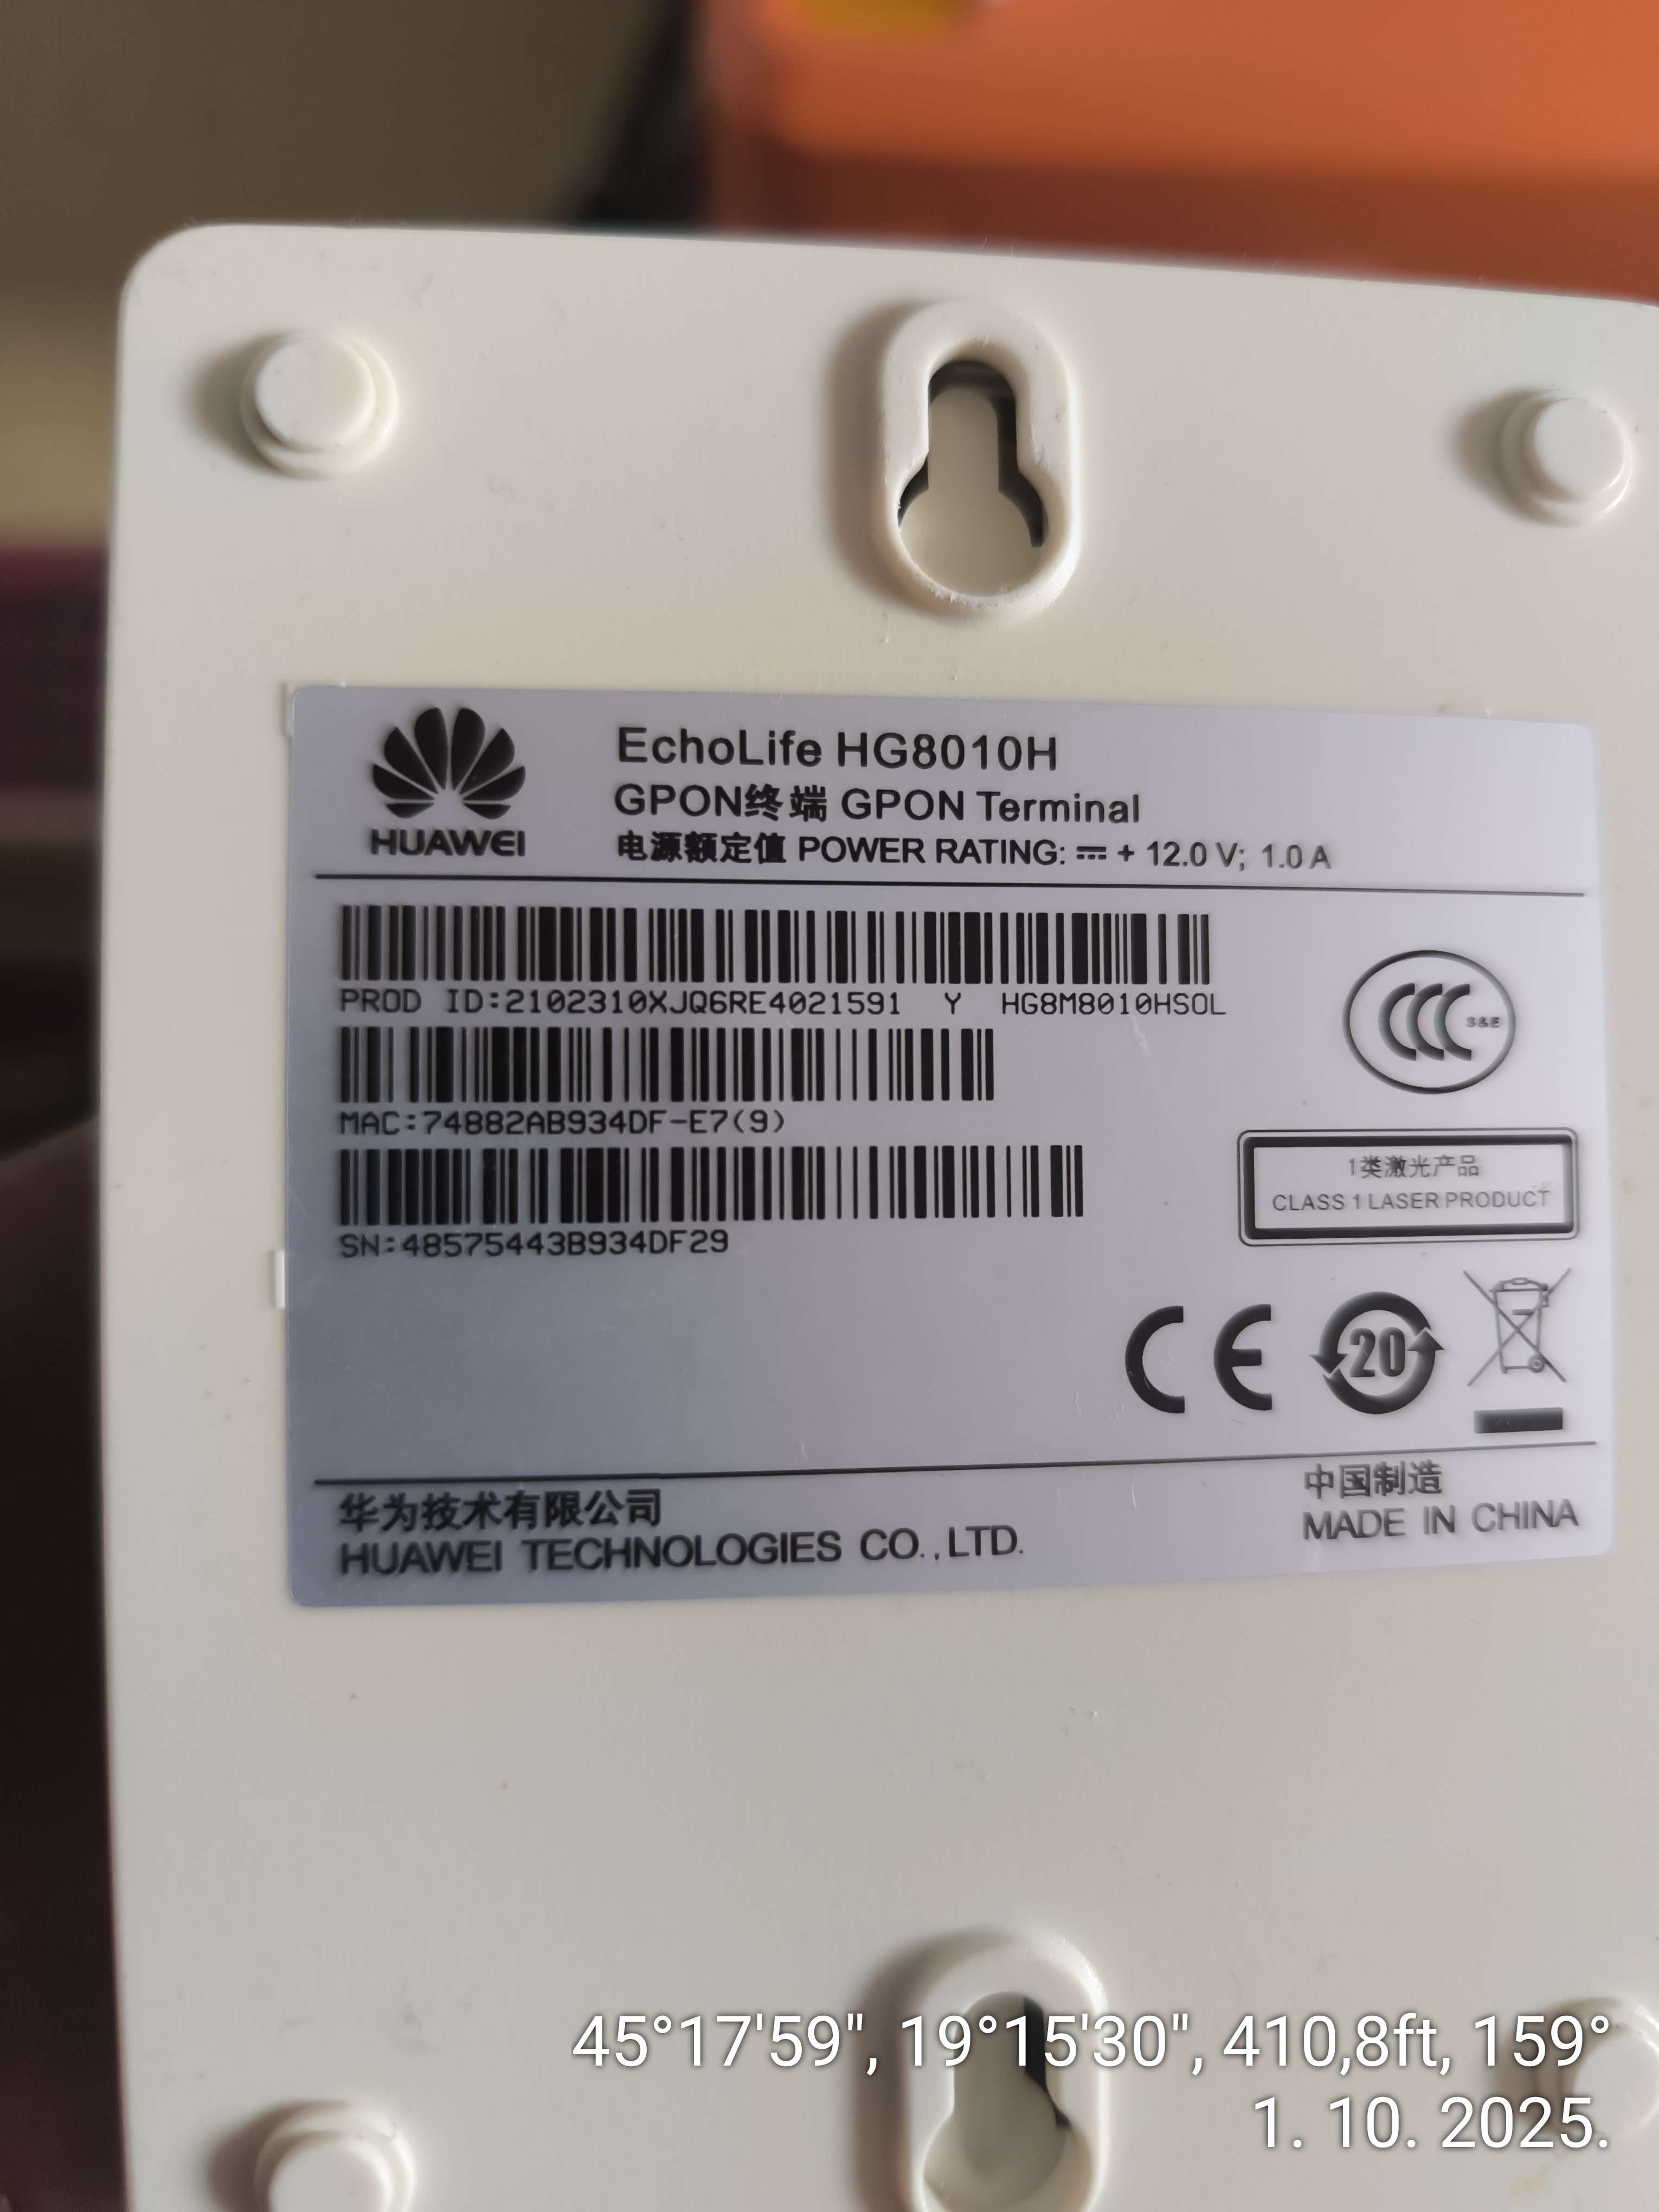 HUAWEI
EchoLife HG8010H
GPON终端 GPON Terminal
电源额定值 POWER RATING: ⎓ + 12.0 V; 1.0 A
PROD ID:2102310XJQ6RE4021591 Y HG8M8010HSOL
MAC:74882AB934DF-E7(9)
SN:48575443B934DF29
CCC S&E
1类激光产品
CLASS 1 LASER PRODUCT
CE
20
华为技术有限公司
HUAWEI TECHNOLOGIES CO., LTD.
中国制造
MADE IN CHINA
45°17'59", 19°15'30", 410,8ft, 159°
1. 10. 2025.